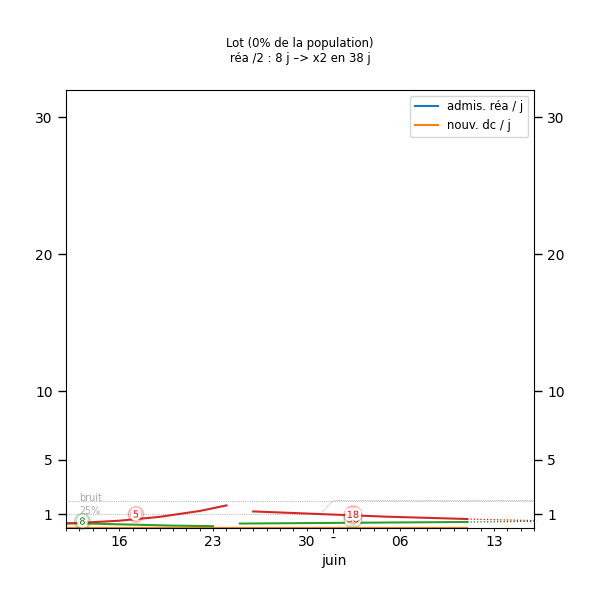 Lot (0% de la population)
réa /2 : 8 j –> x2 en 38 j
admis. réa / j
nouv. dc / j
30 30
20 20
10 10
5 5
bruit
25%
1 1
8 5 18
16 23 30 - 06 13
juin